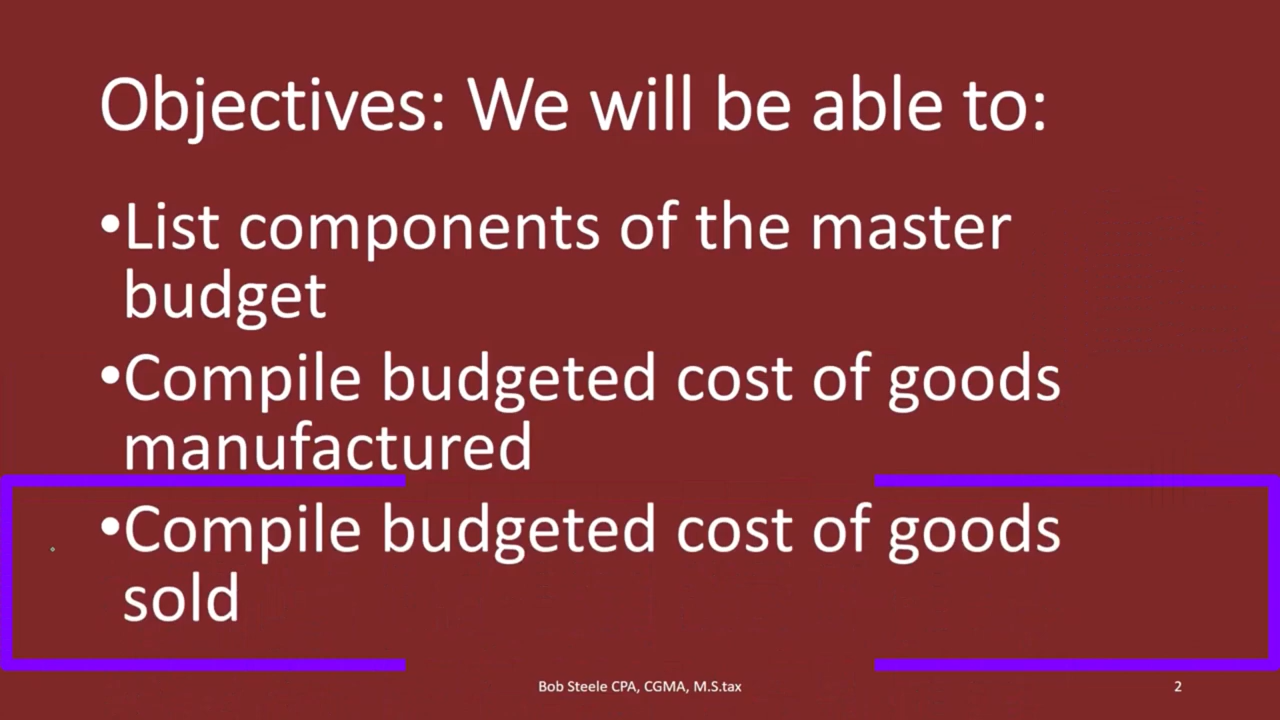 Objectives: We will be able to:
•List components of the master
budget
•Compile budgeted cost of goods
manufactured
•Compile budgeted cost of goods
sold
Bob Steele CPA, CGMA, M.S.tax
2